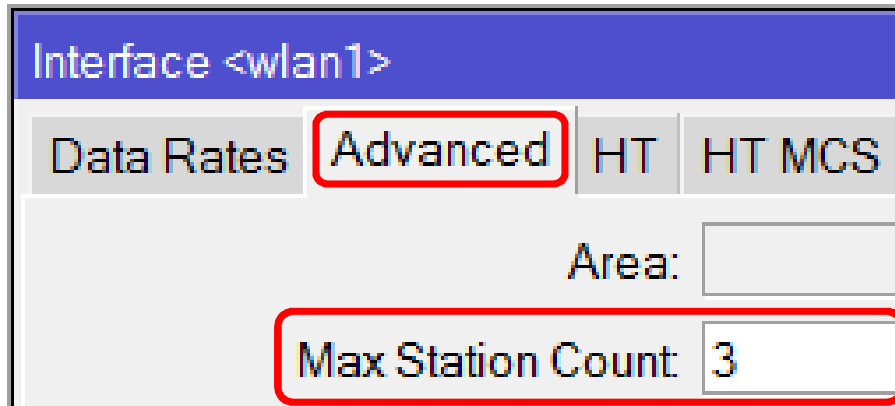 Interface <wlan1>
Data Rates Advanced HT HT MCS
Area:
Max Station Count: 3